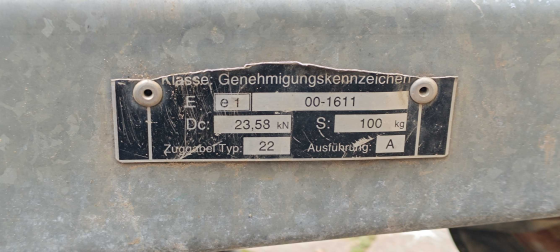 Klasse: Genehmigungskennzeichen
E e 1 00-1611
Dc: 23,58 kN S: 100 kg
Zuggabel Typ: 22 Ausführung: A